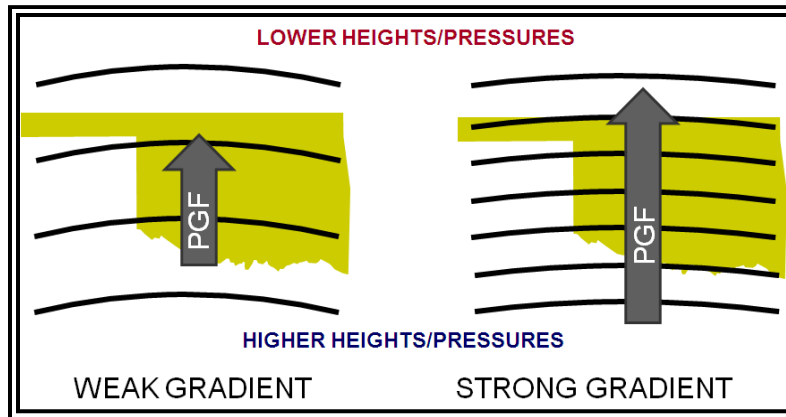 LOWER HEIGHTS/PRESSURES
PGF
PGF
HIGHER HEIGHTS/PRESSURES
WEAK GRADIENT
STRONG GRADIENT